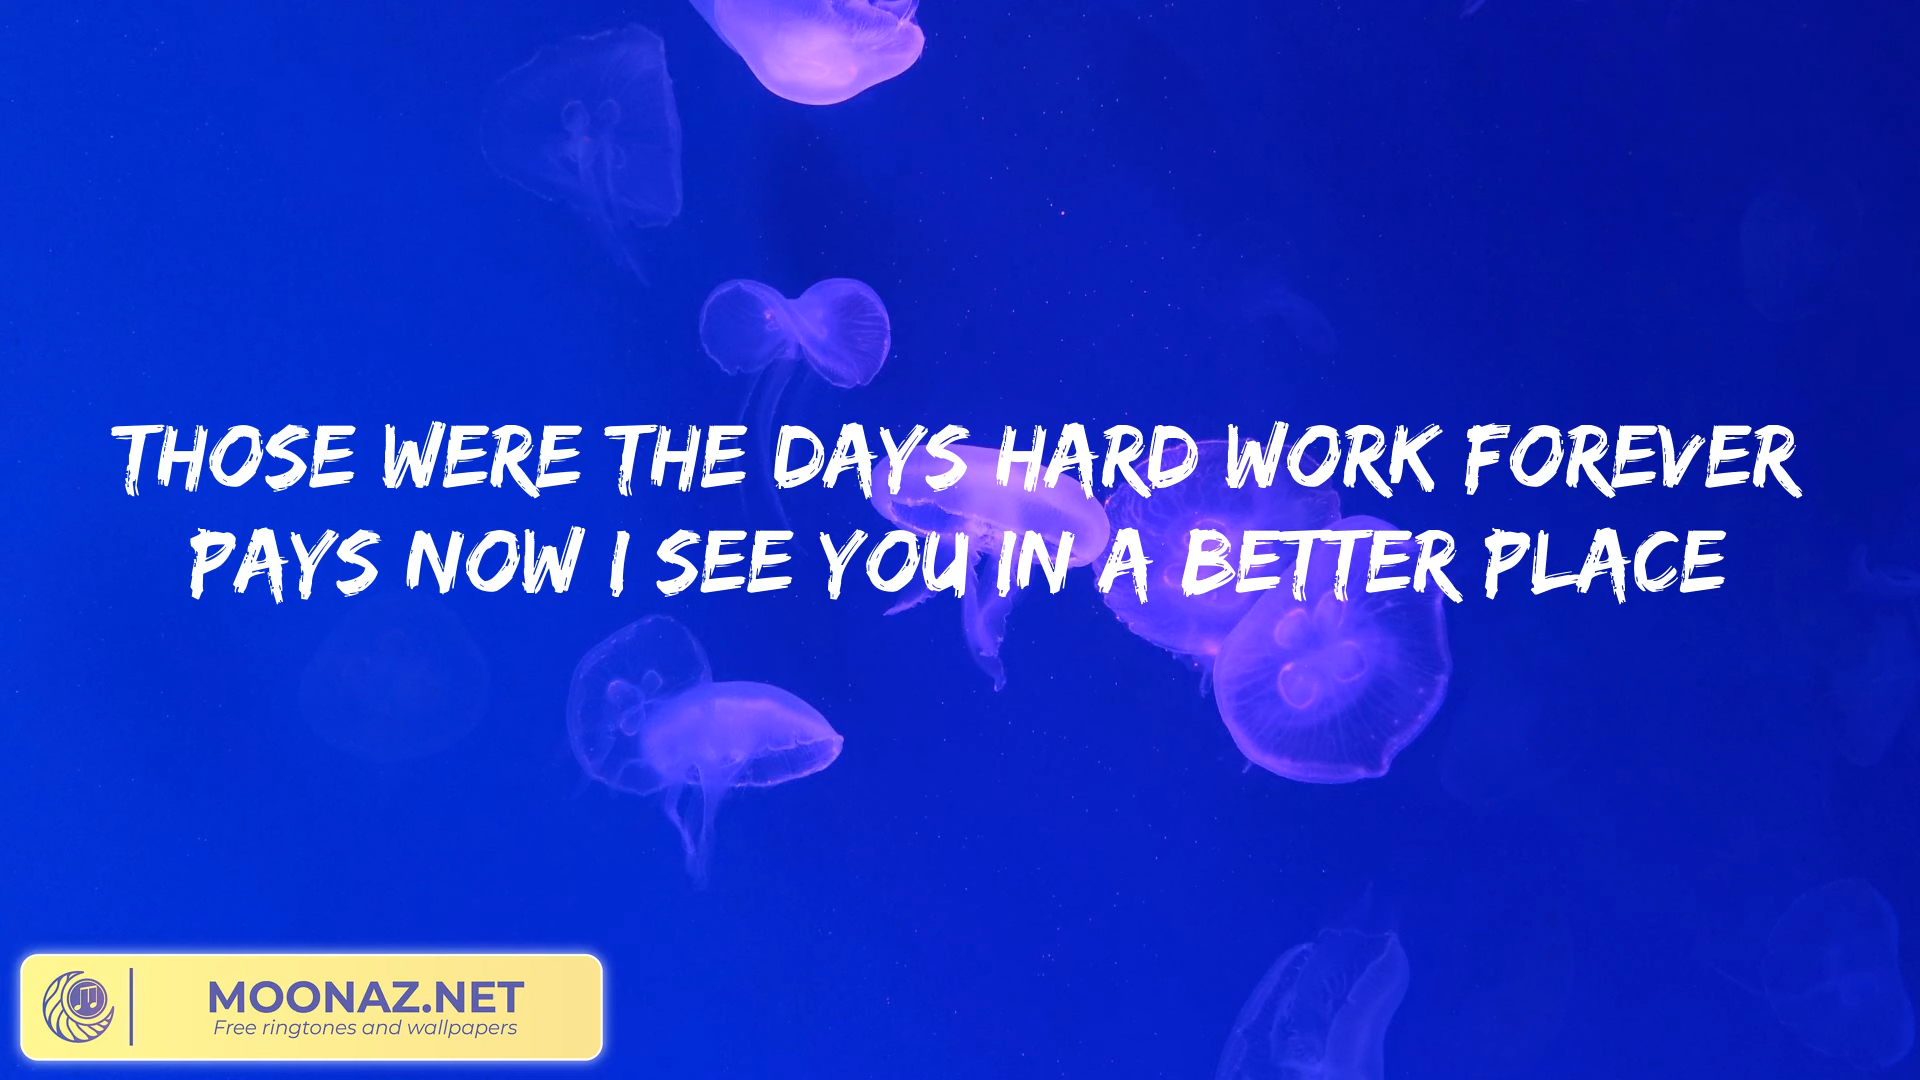 THOSE WERE THE DAYS HARD WORK FOREVER
PAYS NOW I SEE YOU IN A BETTER PLACE
MOONAZ.NET
Free ringtones and wallpapers